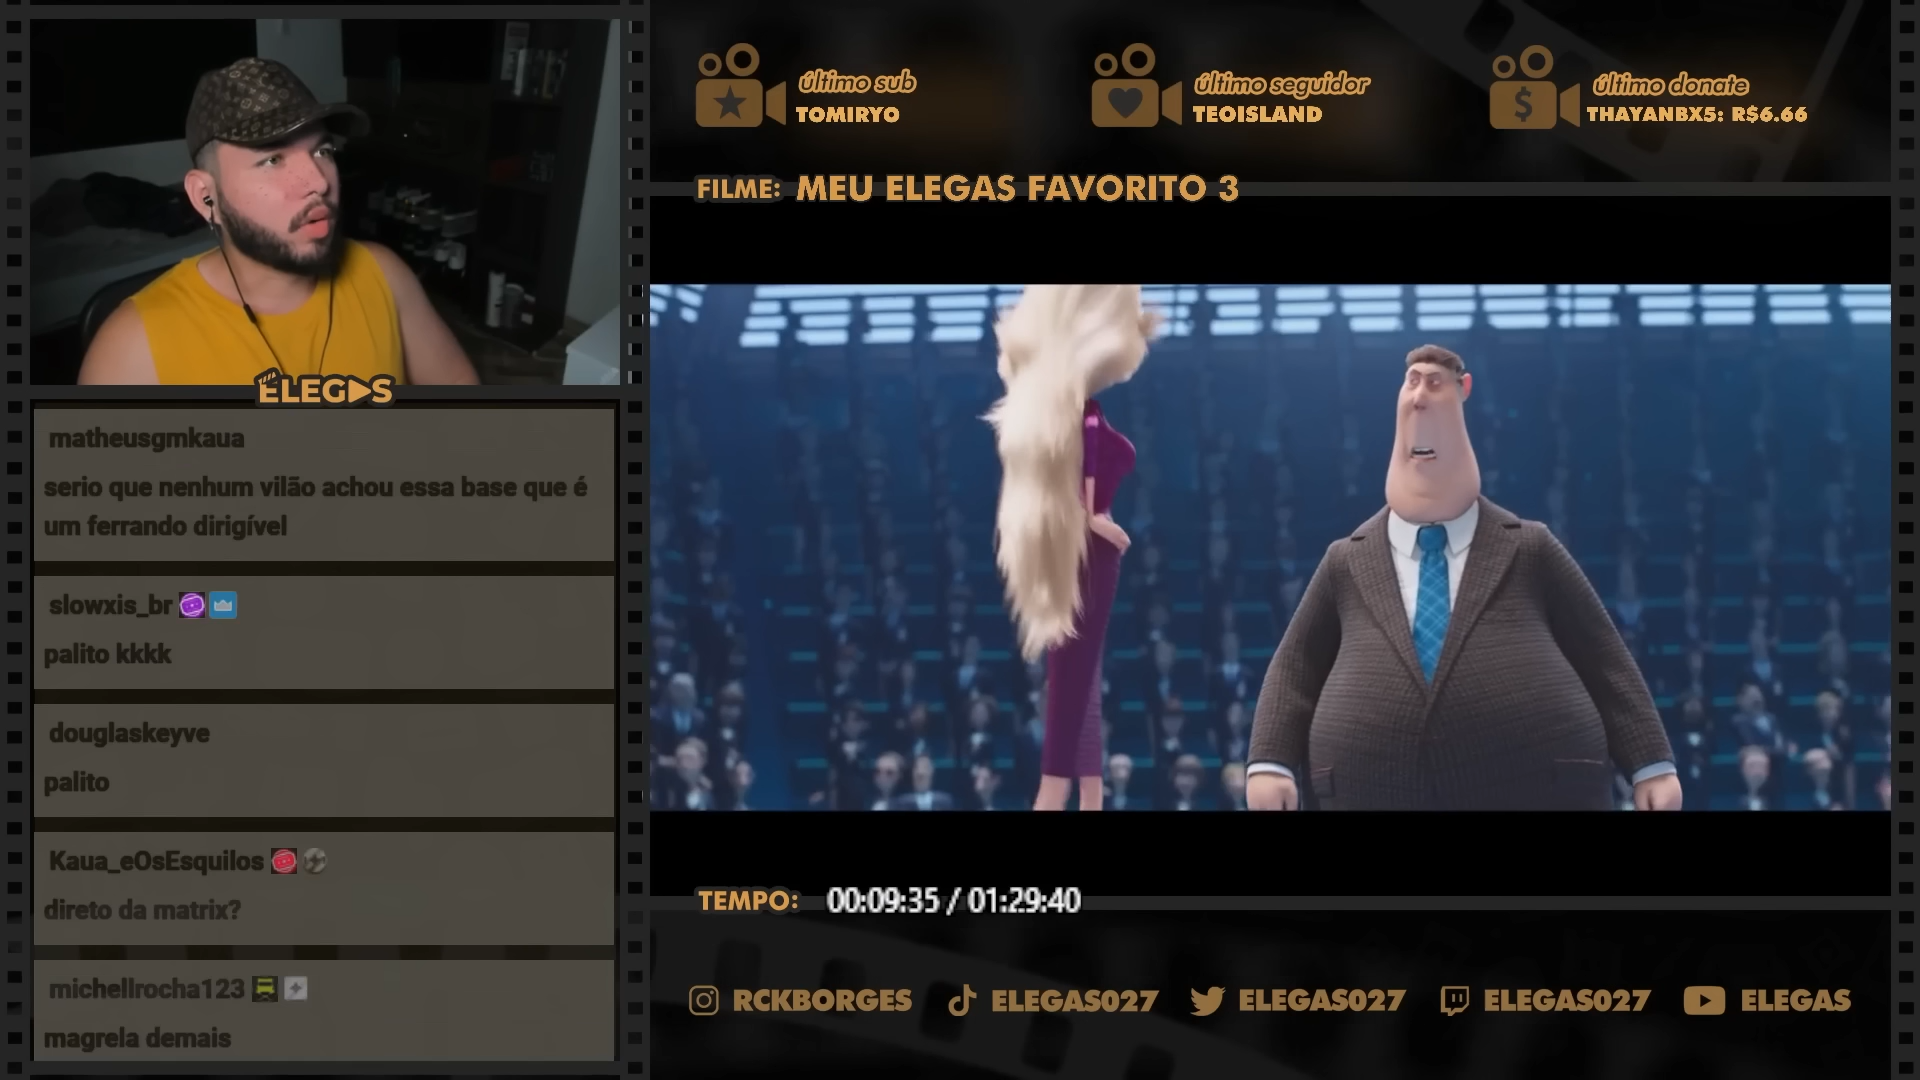 último sub
TOMIRYO
último seguidor
TEOISLAND
último donate
THAYANBX5: R$6.66
FILME: MEU ELEGAS FAVORITO 3
ELEGAS
matheusgmkaua
serio que nenhum vilão achou essa base que é
um ferrando dirigível
slowxis_br
palito kkkk
douglaskeyve
palito
Kaua_eOsEsquilos
direto da matrix?
michellrocha123
magrela demais
TEMPO: 00:09:35 / 01:29:40
RCKBORGES
ELEGAS027
ELEGAS027
ELEGAS027
ELEGAS